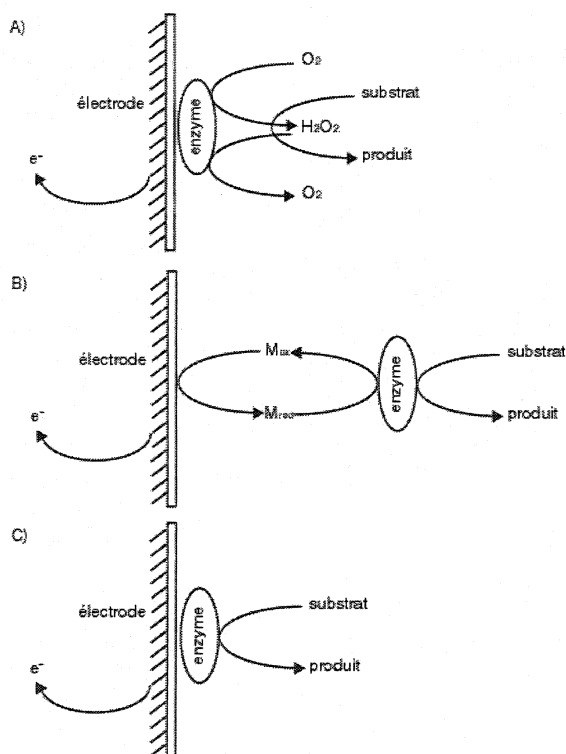 A)
O₂
substrat
électrode
enzyme
H₂O₂
produit
e⁻
O₂
B)
électrode
Mox
enzyme
substrat
Mred
produit
e⁻
C)
électrode
enzyme
substrat
produit
e⁻